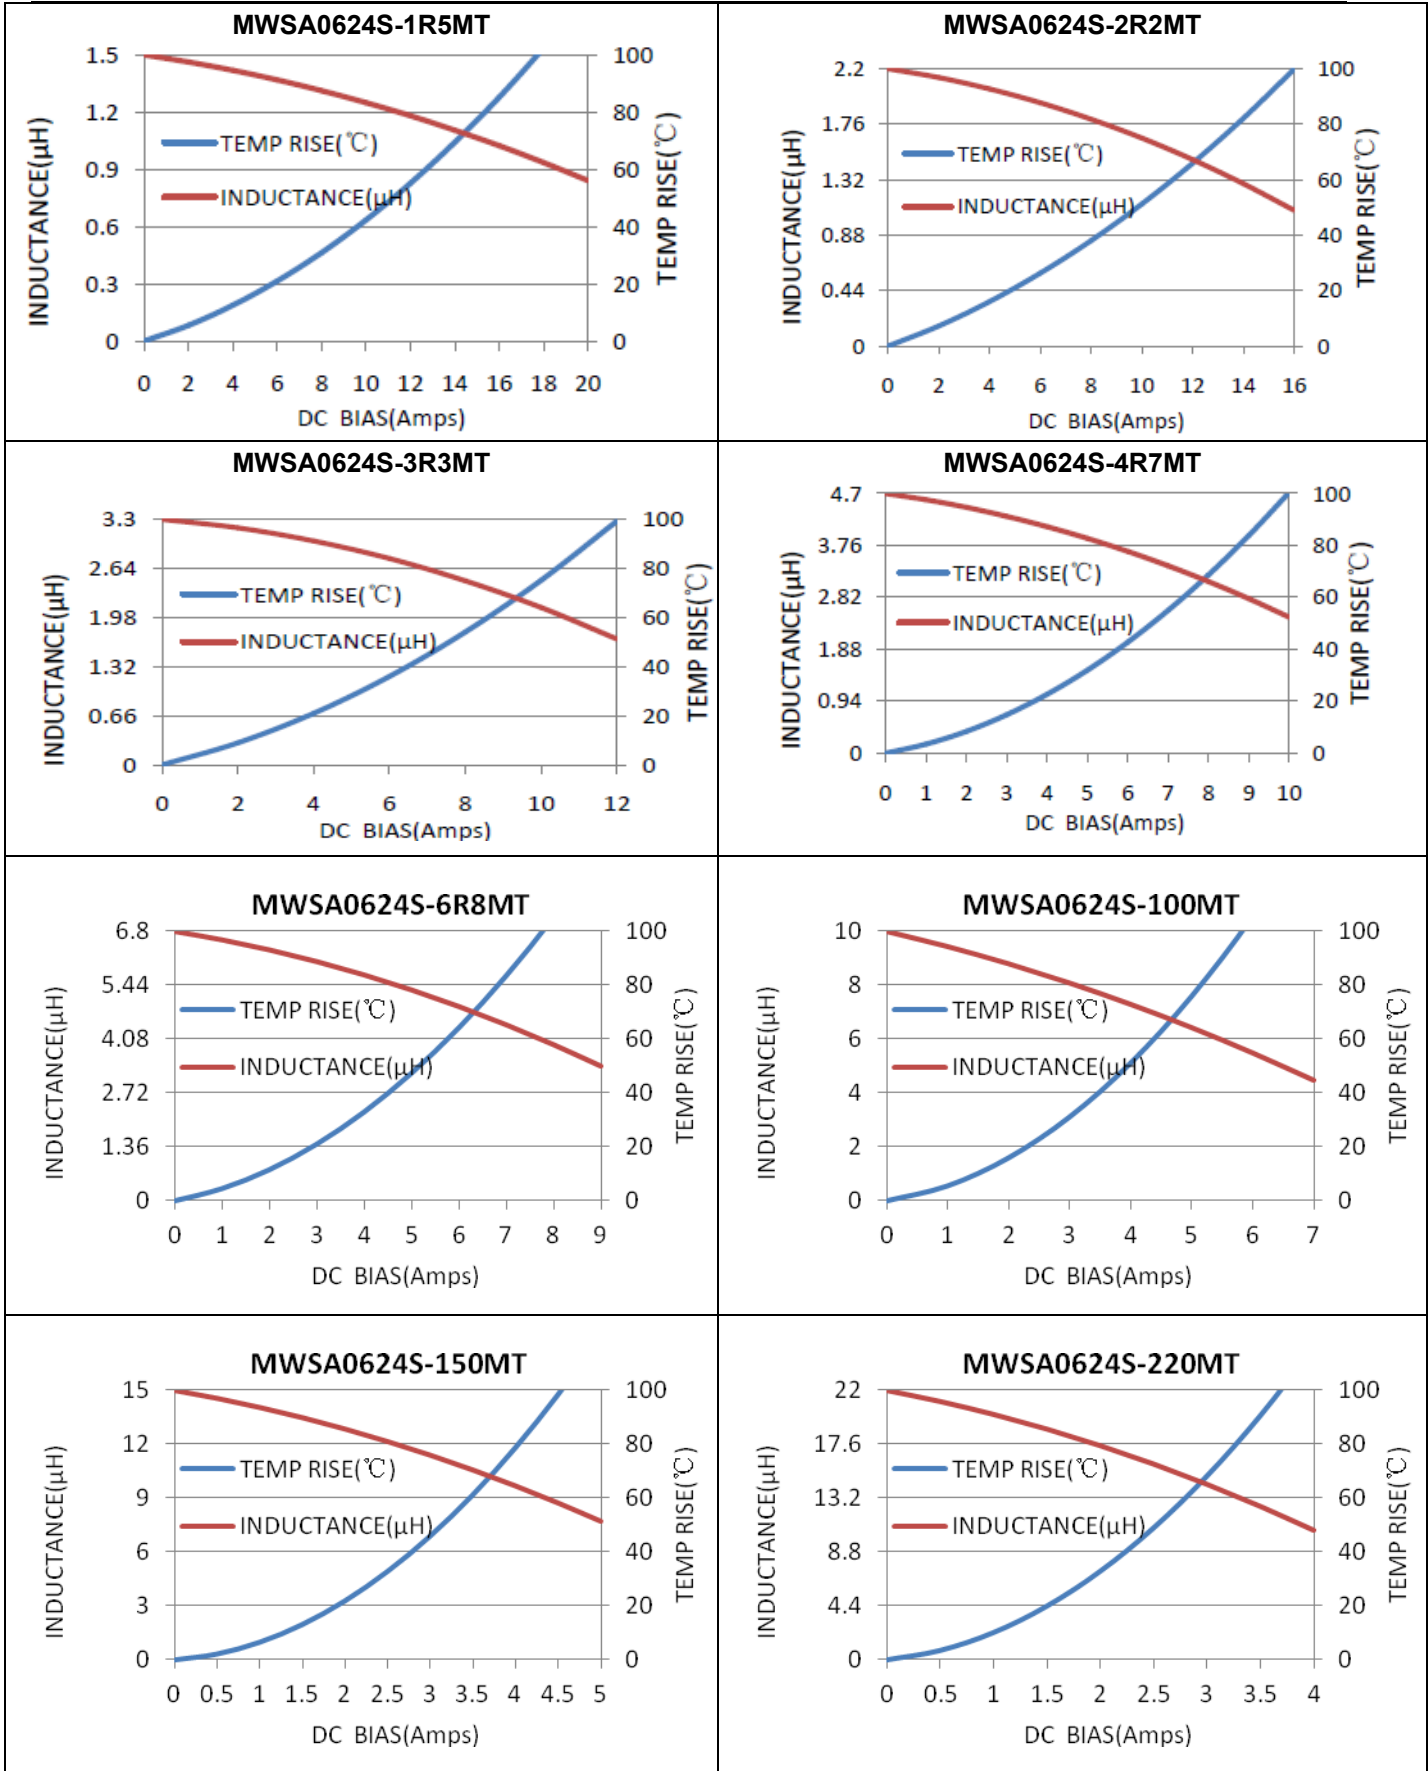 MWSA0624S-1R5MT
1.5
1.2
0.9
0.6
0.3
0
100
80
60
40
20
0
INDUCTANCE(μH)
TEMP RISE(℃)
TEMP RISE(℃)
INDUCTANCE(μH)
0 2 4 6 8 10 12 14 16 18 20
DC BIAS(Amps)
MWSA0624S-2R2MT
2.2
1.76
1.32
0.88
0.44
0
100
80
60
40
20
0
INDUCTANCE(μH)
TEMP RISE(℃)
TEMP RISE(℃)
INDUCTANCE(μH)
0 2 4 6 8 10 12 14 16
DC BIAS(Amps)
MWSA0624S-3R3MT
3.3
2.64
1.98
1.32
0.66
0
100
80
60
40
20
0
INDUCTANCE(μH)
TEMP RISE(℃)
TEMP RISE(℃)
INDUCTANCE(μH)
0 2 4 6 8 10 12
DC BIAS(Amps)
MWSA0624S-4R7MT
4.7
3.76
2.82
1.88
0.94
0
100
80
60
40
20
0
INDUCTANCE(μH)
TEMP RISE(℃)
TEMP RISE(℃)
INDUCTANCE(μH)
0 1 2 3 4 5 6 7 8 9 10
DC BIAS(Amps)
MWSA0624S-6R8MT
6.8
5.44
4.08
2.72
1.36
0
100
80
60
40
20
0
INDUCTANCE(μH)
TEMP RISE(℃)
TEMP RISE(℃)
INDUCTANCE(μH)
0 1 2 3 4 5 6 7 8 9
DC BIAS(Amps)
MWSA0624S-100MT
10
8
6
4
2
0
100
80
60
40
20
0
INDUCTANCE(μH)
TEMP RISE(℃)
TEMP RISE(℃)
INDUCTANCE(μH)
0 1 2 3 4 5 6 7
DC BIAS(Amps)
MWSA0624S-150MT
15
12
9
6
3
0
100
80
60
40
20
0
INDUCTANCE(μH)
TEMP RISE(℃)
TEMP RISE(℃)
INDUCTANCE(μH)
0 0.5 1 1.5 2 2.5 3 3.5 4 4.5 5
DC BIAS(Amps)
MWSA0624S-220MT
22
17.6
13.2
8.8
4.4
0
100
80
60
40
20
0
INDUCTANCE(μH)
TEMP RISE(℃)
TEMP RISE(℃)
INDUCTANCE(μH)
0 0.5 1 1.5 2 2.5 3 3.5 4
DC BIAS(Amps)